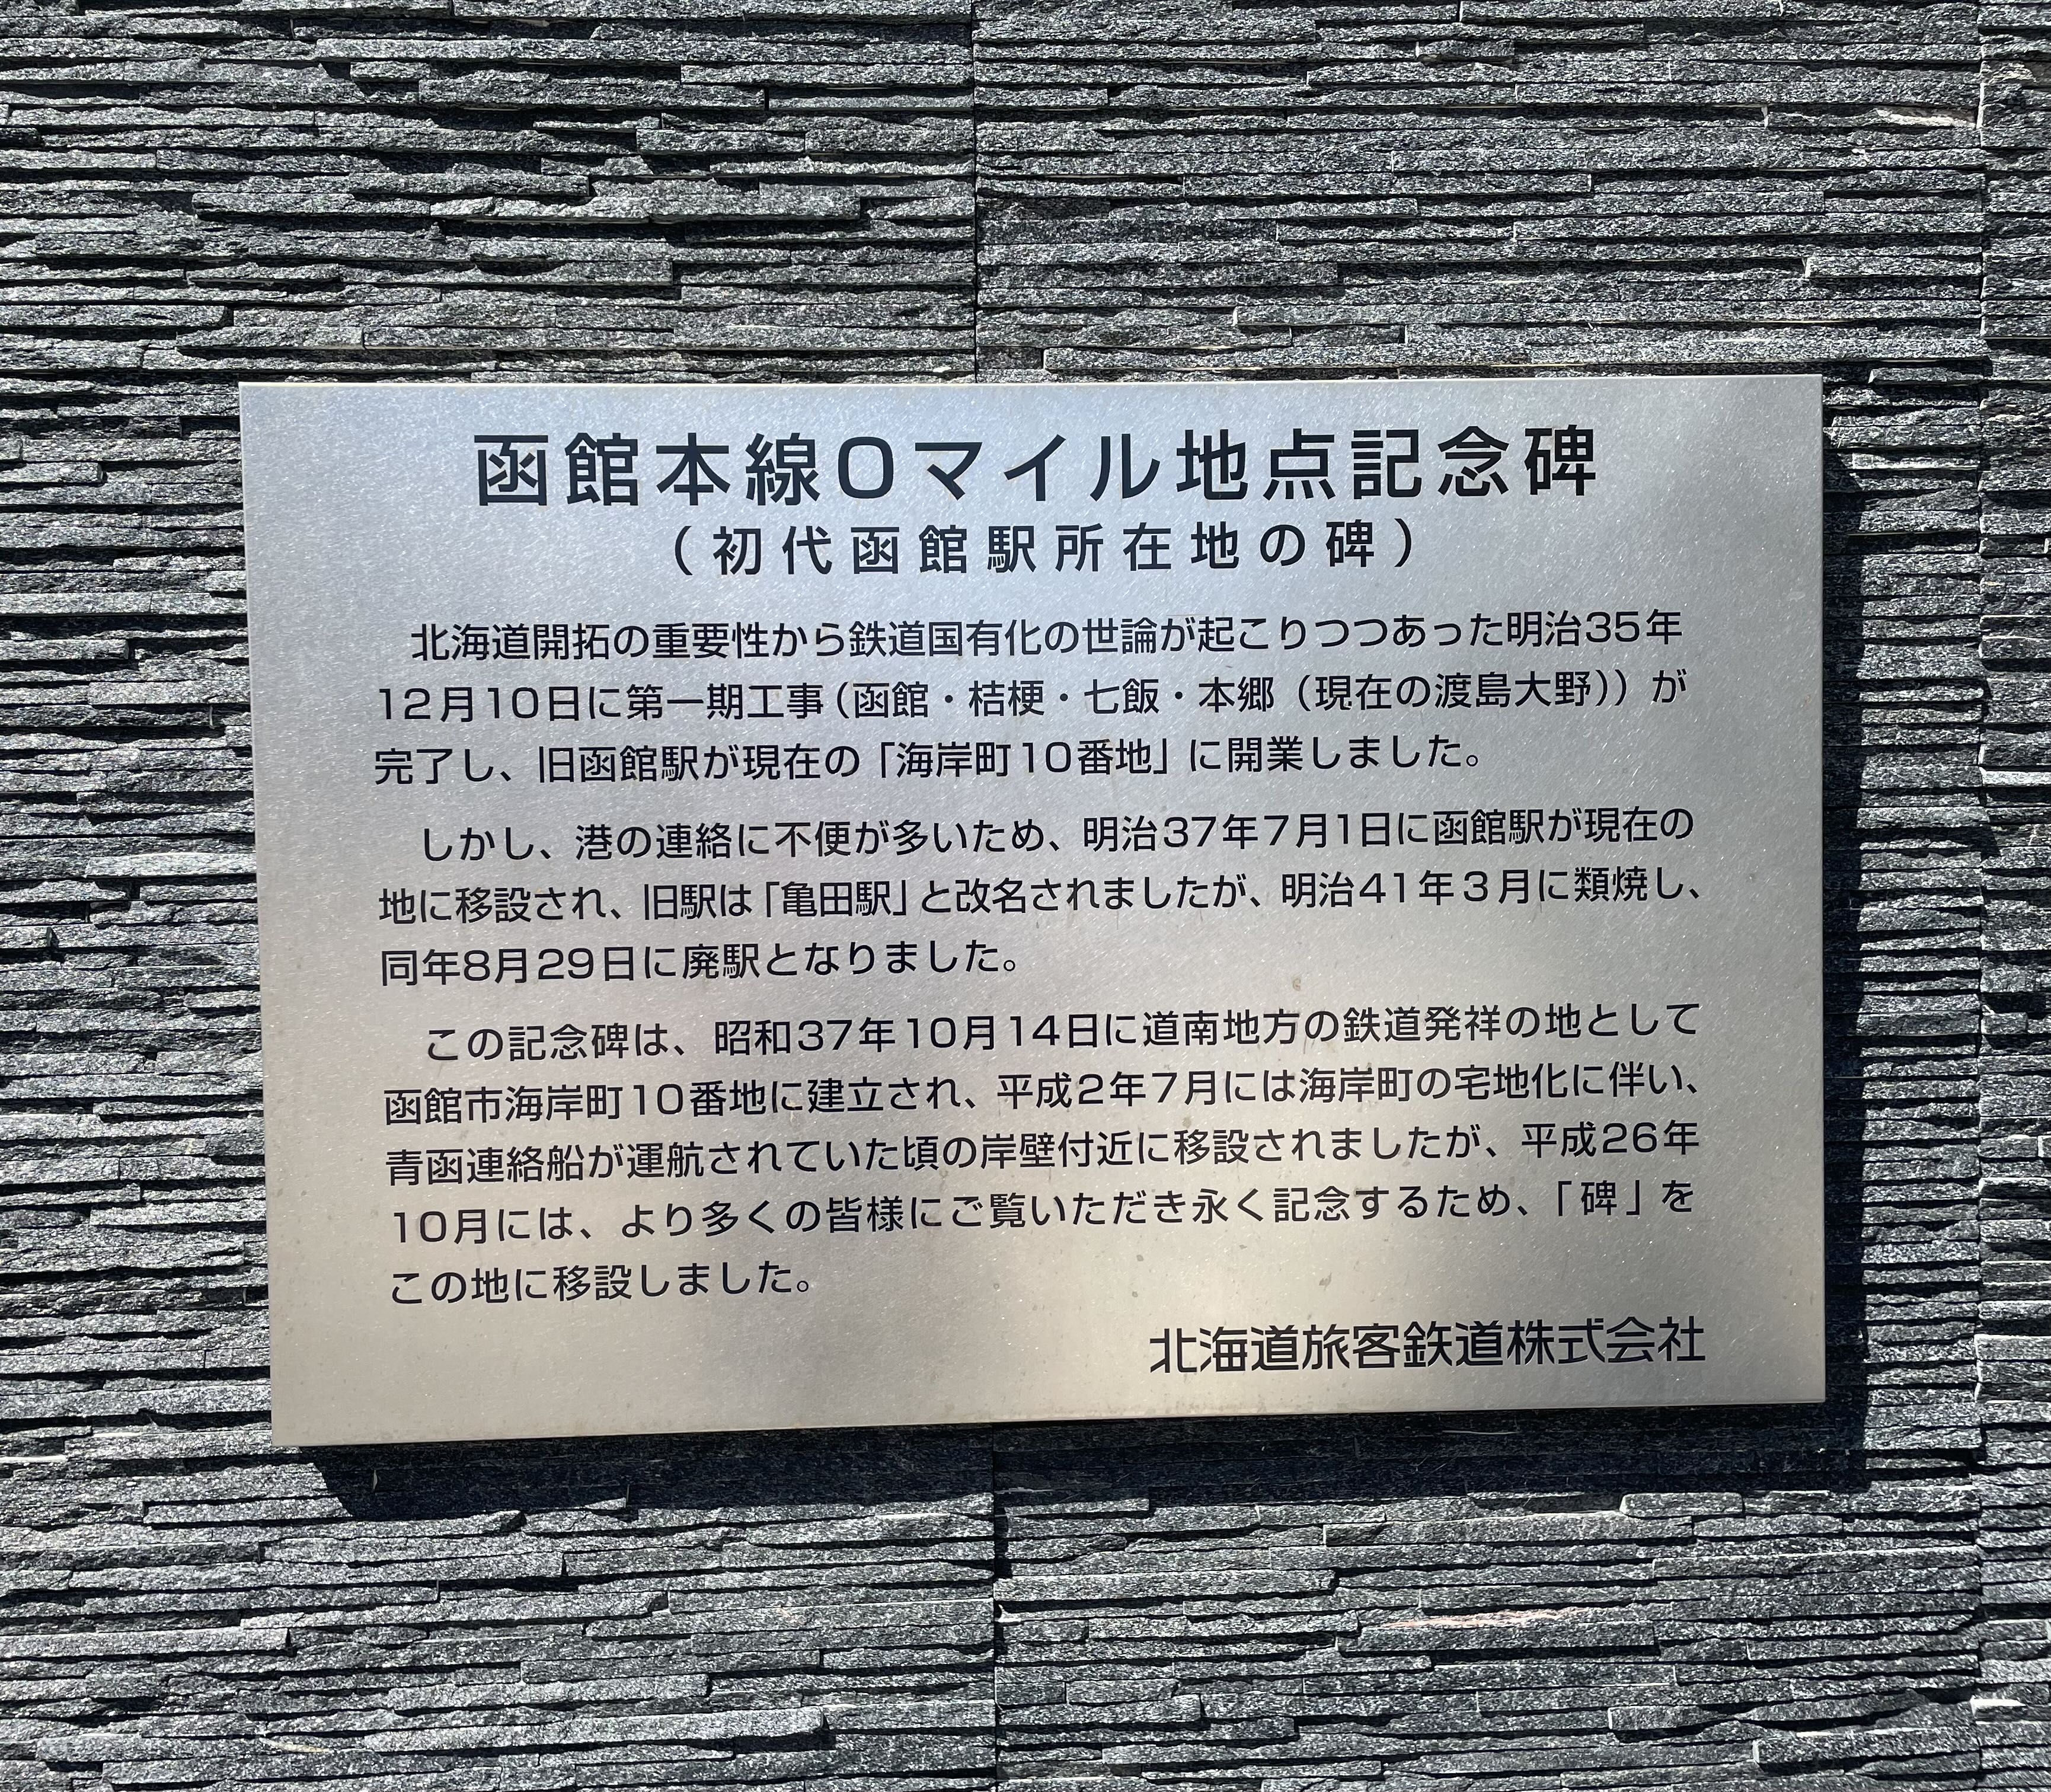 函館本線0マイル地点記念碑
（初代函館駅所在地の碑）
北海道開拓の重要性から鉄道国有化の世論が起こりつつあった明治35年
12月10日に第一期工事（函館・桔梗・七飯・本郷（現在の渡島大野））が
完了し、旧函館駅が現在の「海岸町10番地」に開業しました。
しかし、港の連絡に不便が多いため、明治37年7月1日に函館駅が現在の
地に移設され、旧駅は「亀田駅」と改名されましたが、明治41年3月に類焼し、
同年8月29日に廃駅となりました。
この記念碑は、昭和37年10月14日に道南地方の鉄道発祥の地として
函館市海岸町10番地に建立され、平成2年7月には海岸町の宅地化に伴い、
青函連絡船が運航されていた頃の岸壁付近に移設されましたが、平成26年
10月には、より多くの皆様にご覧いただき永く記念するため、「碑」を
この地に移設しました。
北海道旅客鉄道株式会社